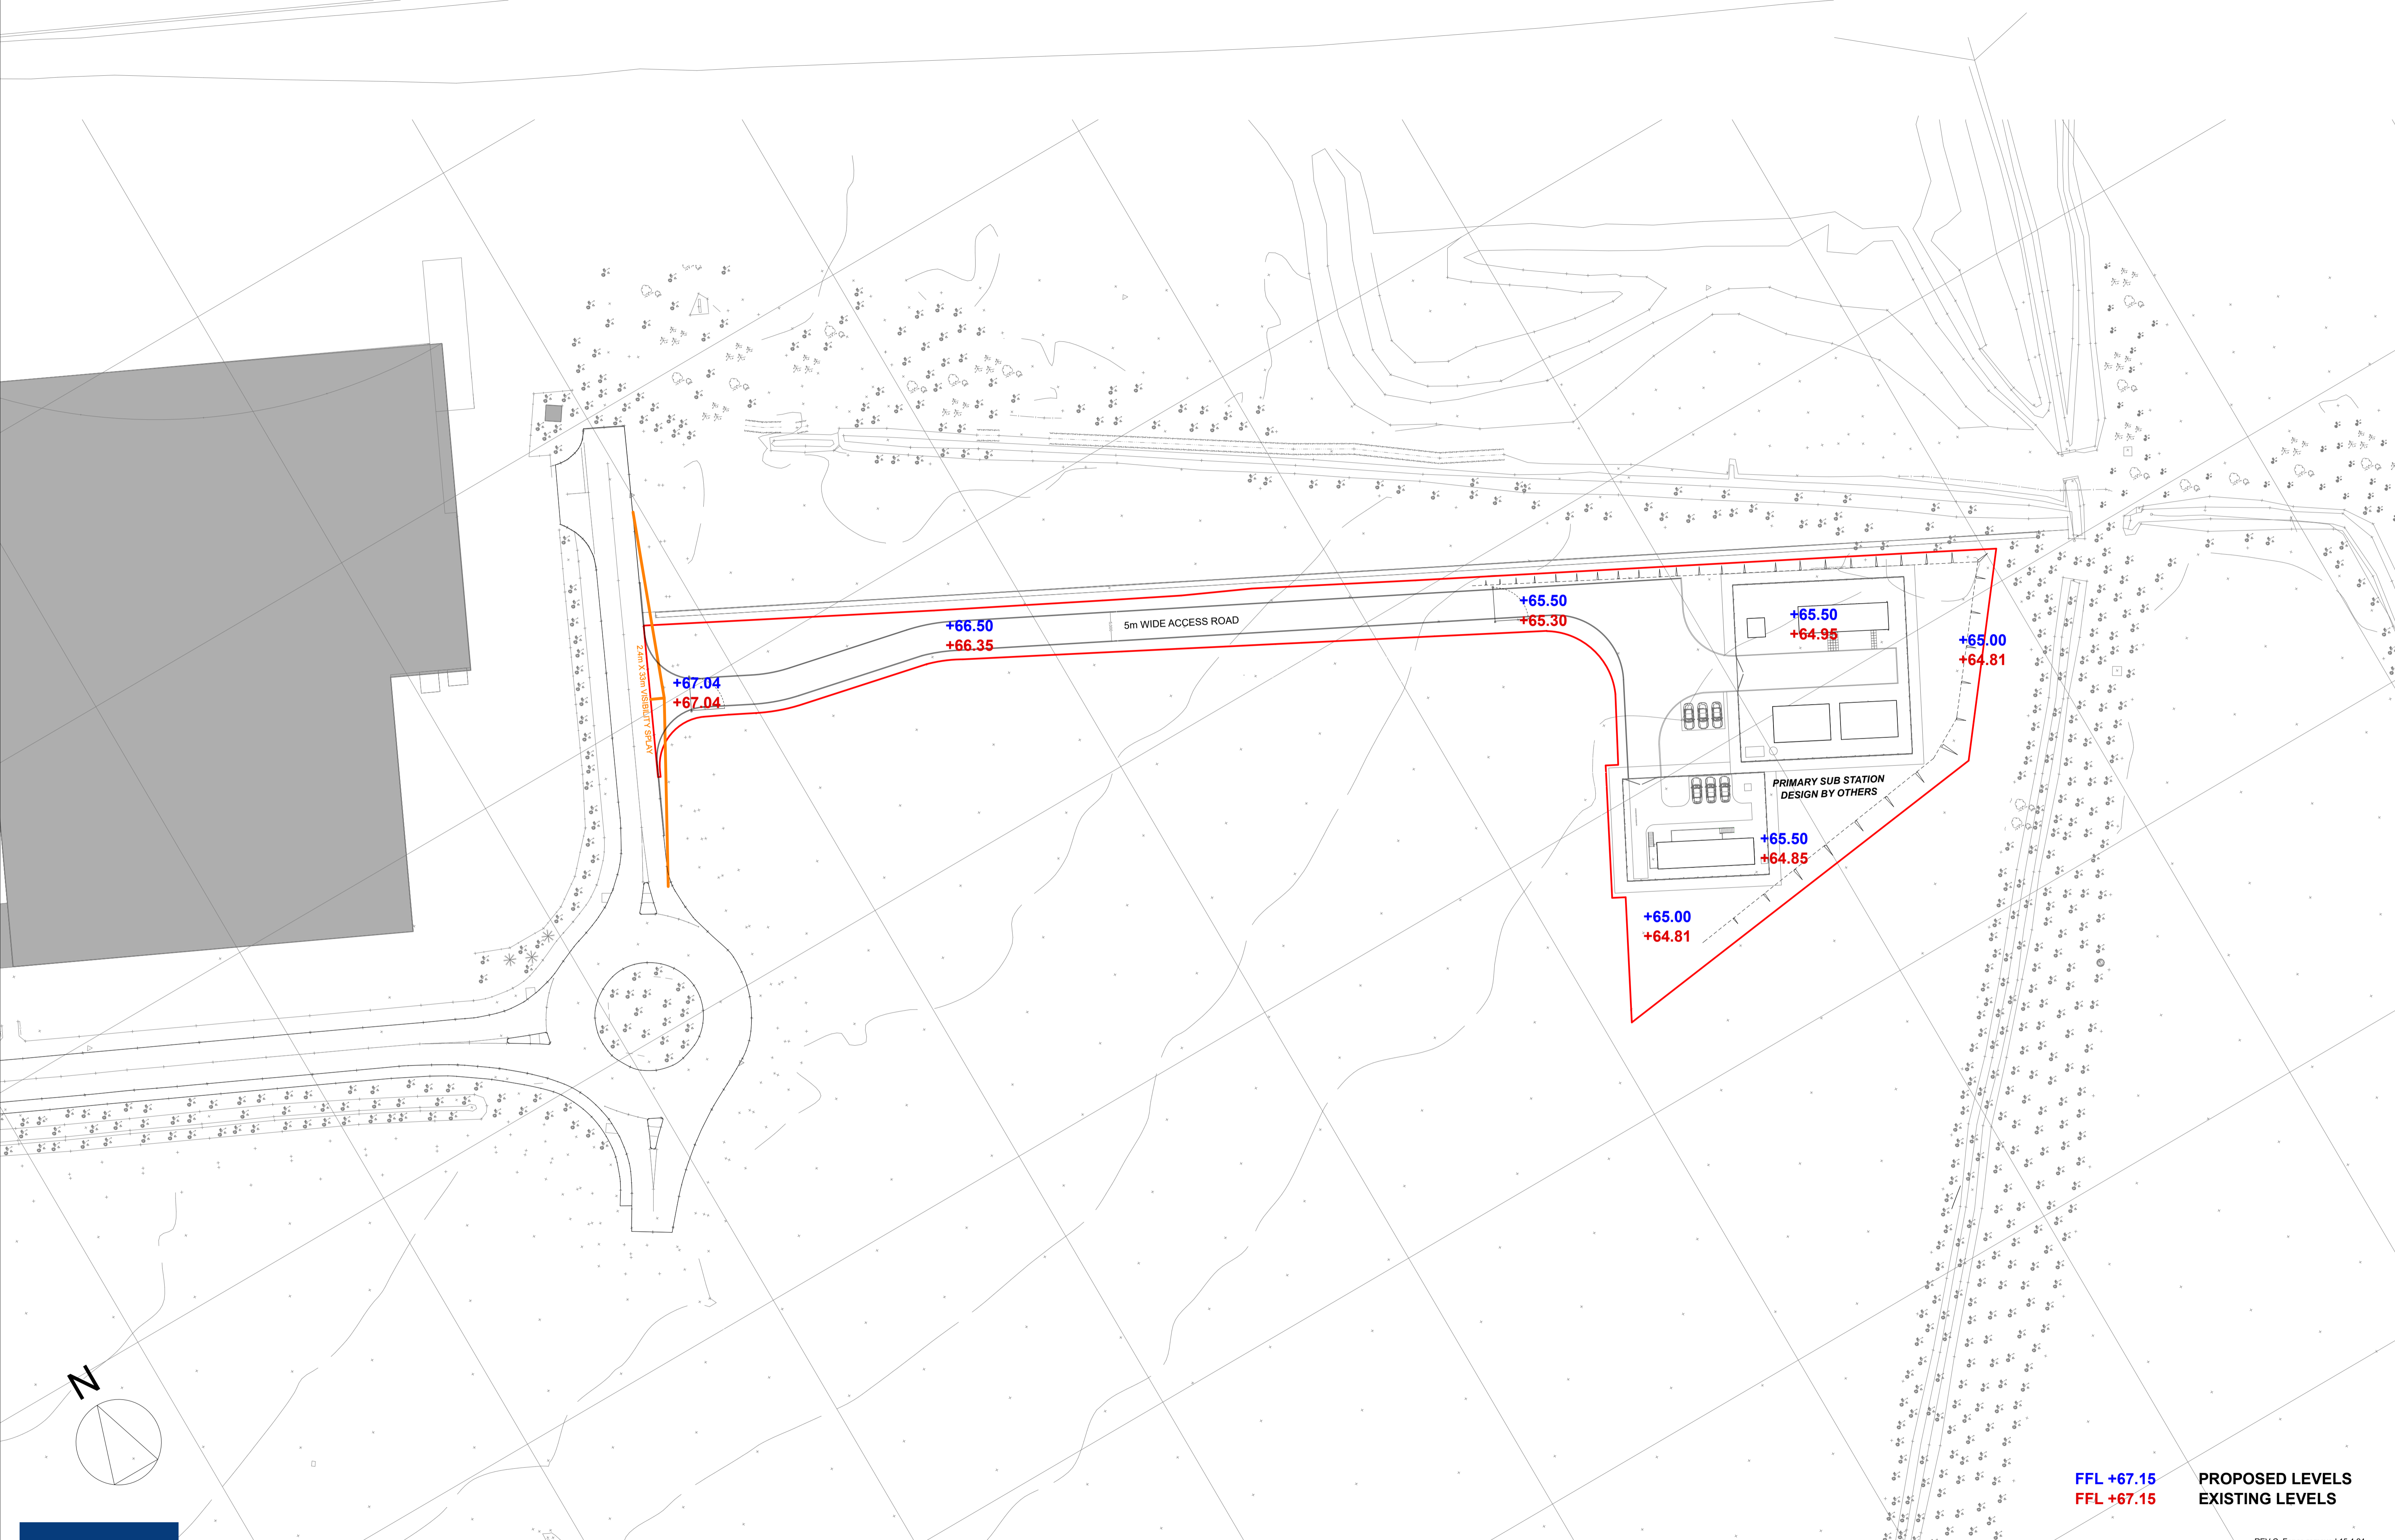 +65.50
+65.30
+65.50
+64.95
+66.50
+66.35
5m WIDE ACCESS ROAD
+65.00
+64.81
2.4m X 33m VISIBILITY SPLAY
+67.04
+67.04
PRIMARY SUB STATION
DESIGN BY OTHERS
+65.50
+64.85
+65.00
+64.81
N
FFL +67.15 PROPOSED LEVELS
FFL +67.15 EXISTING LEVELS